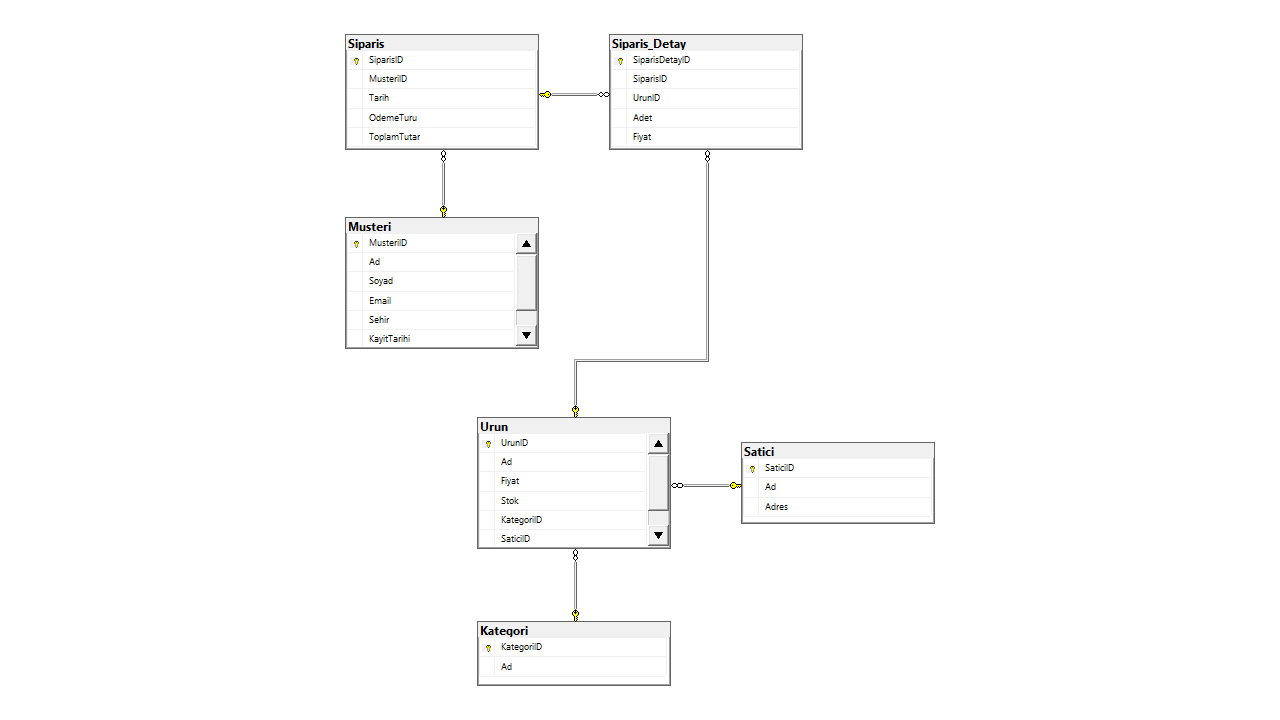 Siparis
SiparisID
MusteriID
Tarih
OdemeTuru
ToplamTutar
Siparis_Detay
SiparisDetayID
SiparisID
UrunID
Adet
Fiyat
Musteri
MusteriID
Ad
Soyad
Email
Sehir
KayitTarihi
Urun
UrunID
Ad
Fiyat
Stok
KategoriID
SaticiID
Satici
SaticiID
Ad
Adres
Kategori
KategoriID
Ad